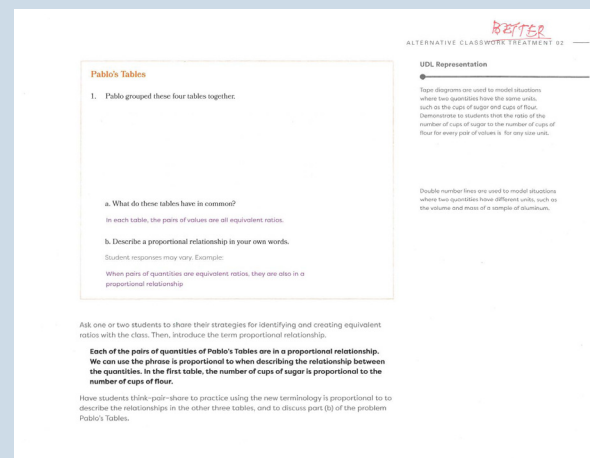 BETTER
ALTERNATIVE CLASSWORK TREATMENT 02
Pablo's Tables
1. Pablo grouped these four tables together.
a. What do these tables have in common?
In each table, the pairs of values are all equivalent ratios.
b. Describe a proportional relationship in your own words.
Student responses may vary. Example:
When pairs of quantities are equivalent ratios, they are also in a
proportional relationship
UDL Representation
Tape diagrams are used to model situations
where two quantities have the same units,
such as the cups of sugar and cups of flour.
Demonstrate to students that the ratio of the
number of cups of sugar to the number of cups of
flour for every pair of values is for any size unit.
Double number lines are used to model situations
where two quantities have different units, such as
the volume and mass of a sample of aluminum.
Ask one or two students to share their strategies for identifying and creating equivalent
ratios with the class. Then, introduce the term proportional relationship.
Each of the pairs of quantities of Pablo's Tables are in a proportional relationship.
We can use the phrase is proportional to when describing the relationship between
the quantities. In the first table, the number of cups of sugar is proportional to the
number of cups of flour.
Have students think-pair-share to practice using the new terminology is proportional to to
describe the relationships in the other three tables, and to discuss part (b) of the problem
Pablo's Tables.